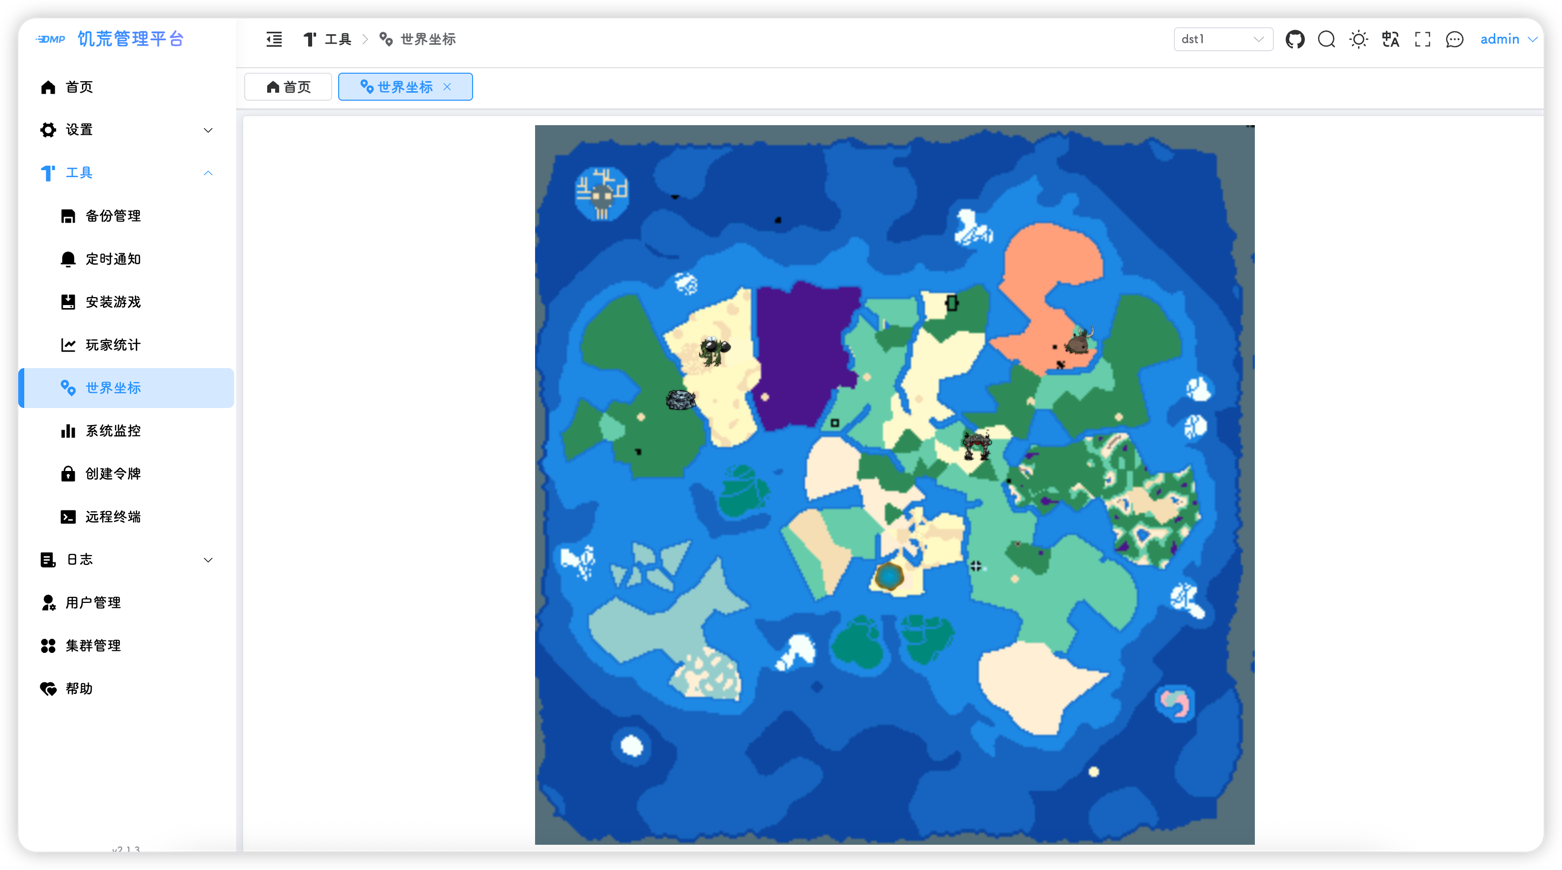 DMP 饥荒管理平台
工具 世界坐标
dst1
admin
首页
世界坐标
首页
设置
工具
备份管理
定时通知
安装游戏
玩家统计
世界坐标
系统监控
创建令牌
远程终端
日志
用户管理
集群管理
帮助
v2.1.3